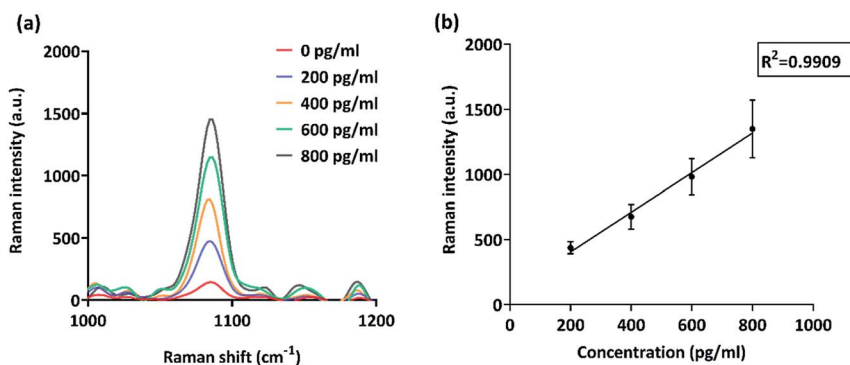 (a)
2000
1500
1000
500
0
Raman intensity (a.u.)
1000
1100
1200
Raman shift (cm⁻¹)
0 pg/ml
200 pg/ml
400 pg/ml
600 pg/ml
800 pg/ml
(b)
2000
1500
1000
500
0
Raman intensity (a.u.)
0
200
400
600
800
1000
Concentration (pg/ml)
R²=0.9909